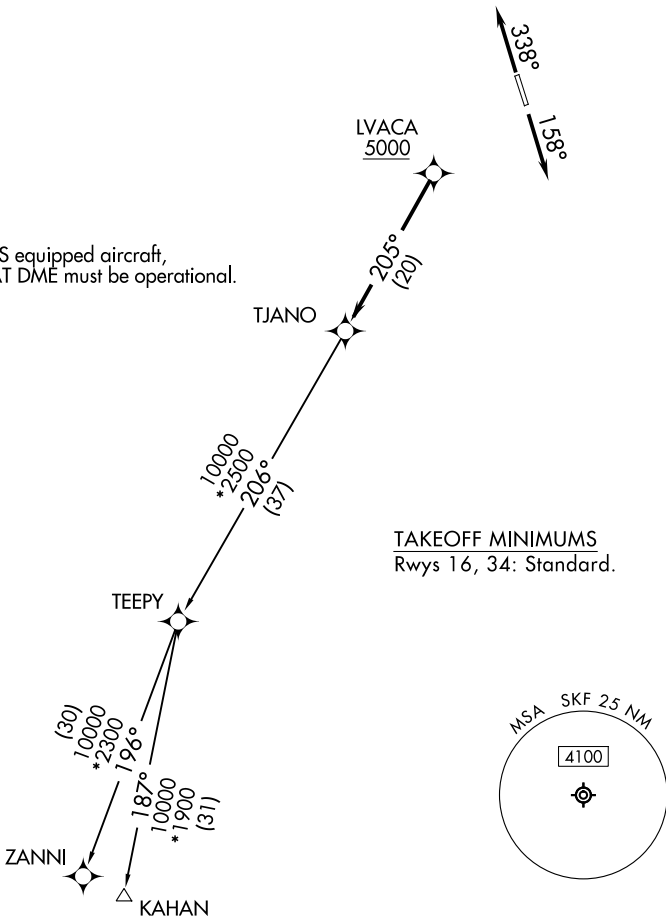 338°
158°
LVACA
5000
205°
(20)
equipped aircraft,
DME must be operational.
TJANO
10000
*2500
206°
(37)
TAKEOFF MINIMUMS
Rwys 16, 34: Standard.
TEEPY
(30)
10000
*2300
196°
187°
10000
*1900
(31)
MSA SKF 25 NM
4100
ZANNI
KAHAN